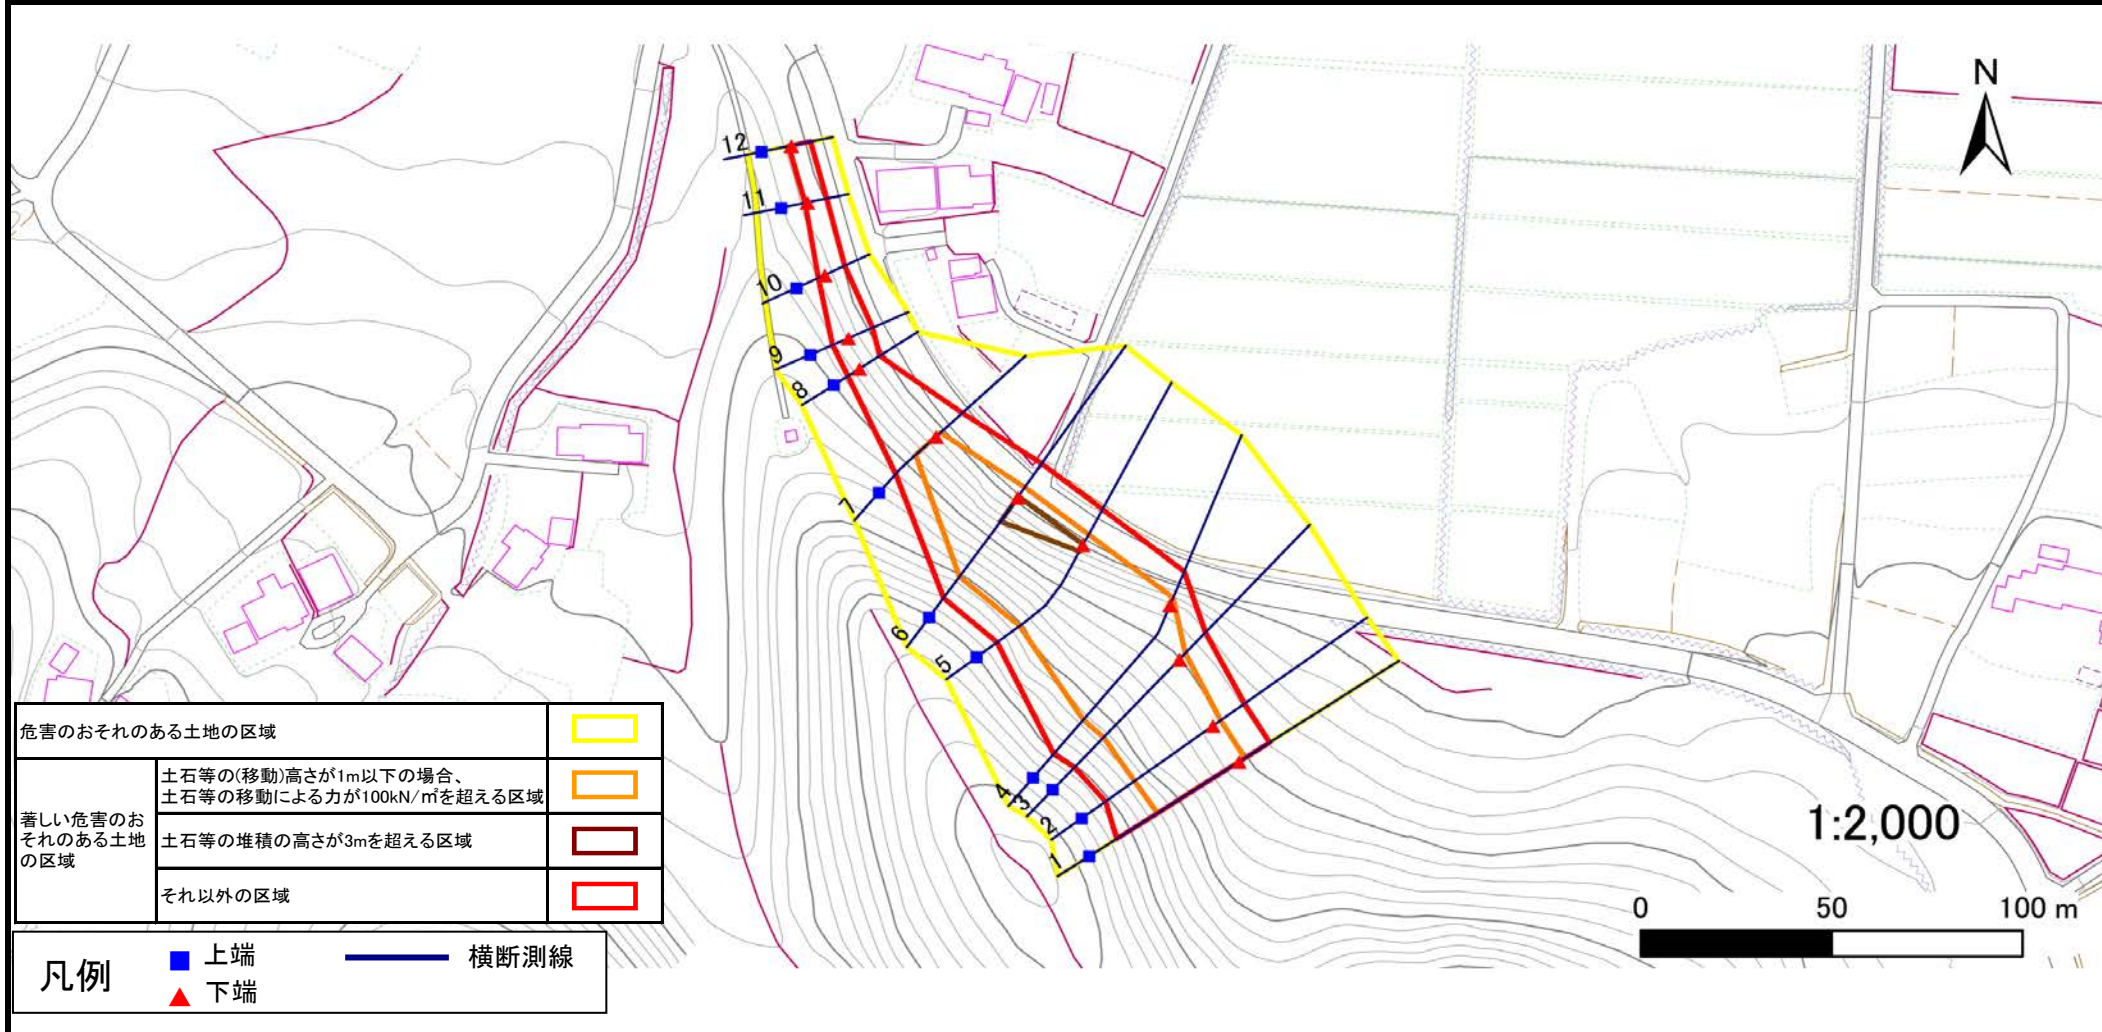 N
12
11
10
9
8
7
6
5
4
3
2
1
危害のおそれのある土地の区域
著しい危害のお
それのある土地
の区域
土石等の(移動)高さが1m以下の場合、
土石等の移動による力が100kN/㎡を超える区域
土石等の堆積の高さが3mを超える区域
それ以外の区域
凡例
上端
下端
横断測線
1:2,000
0 50 100 m